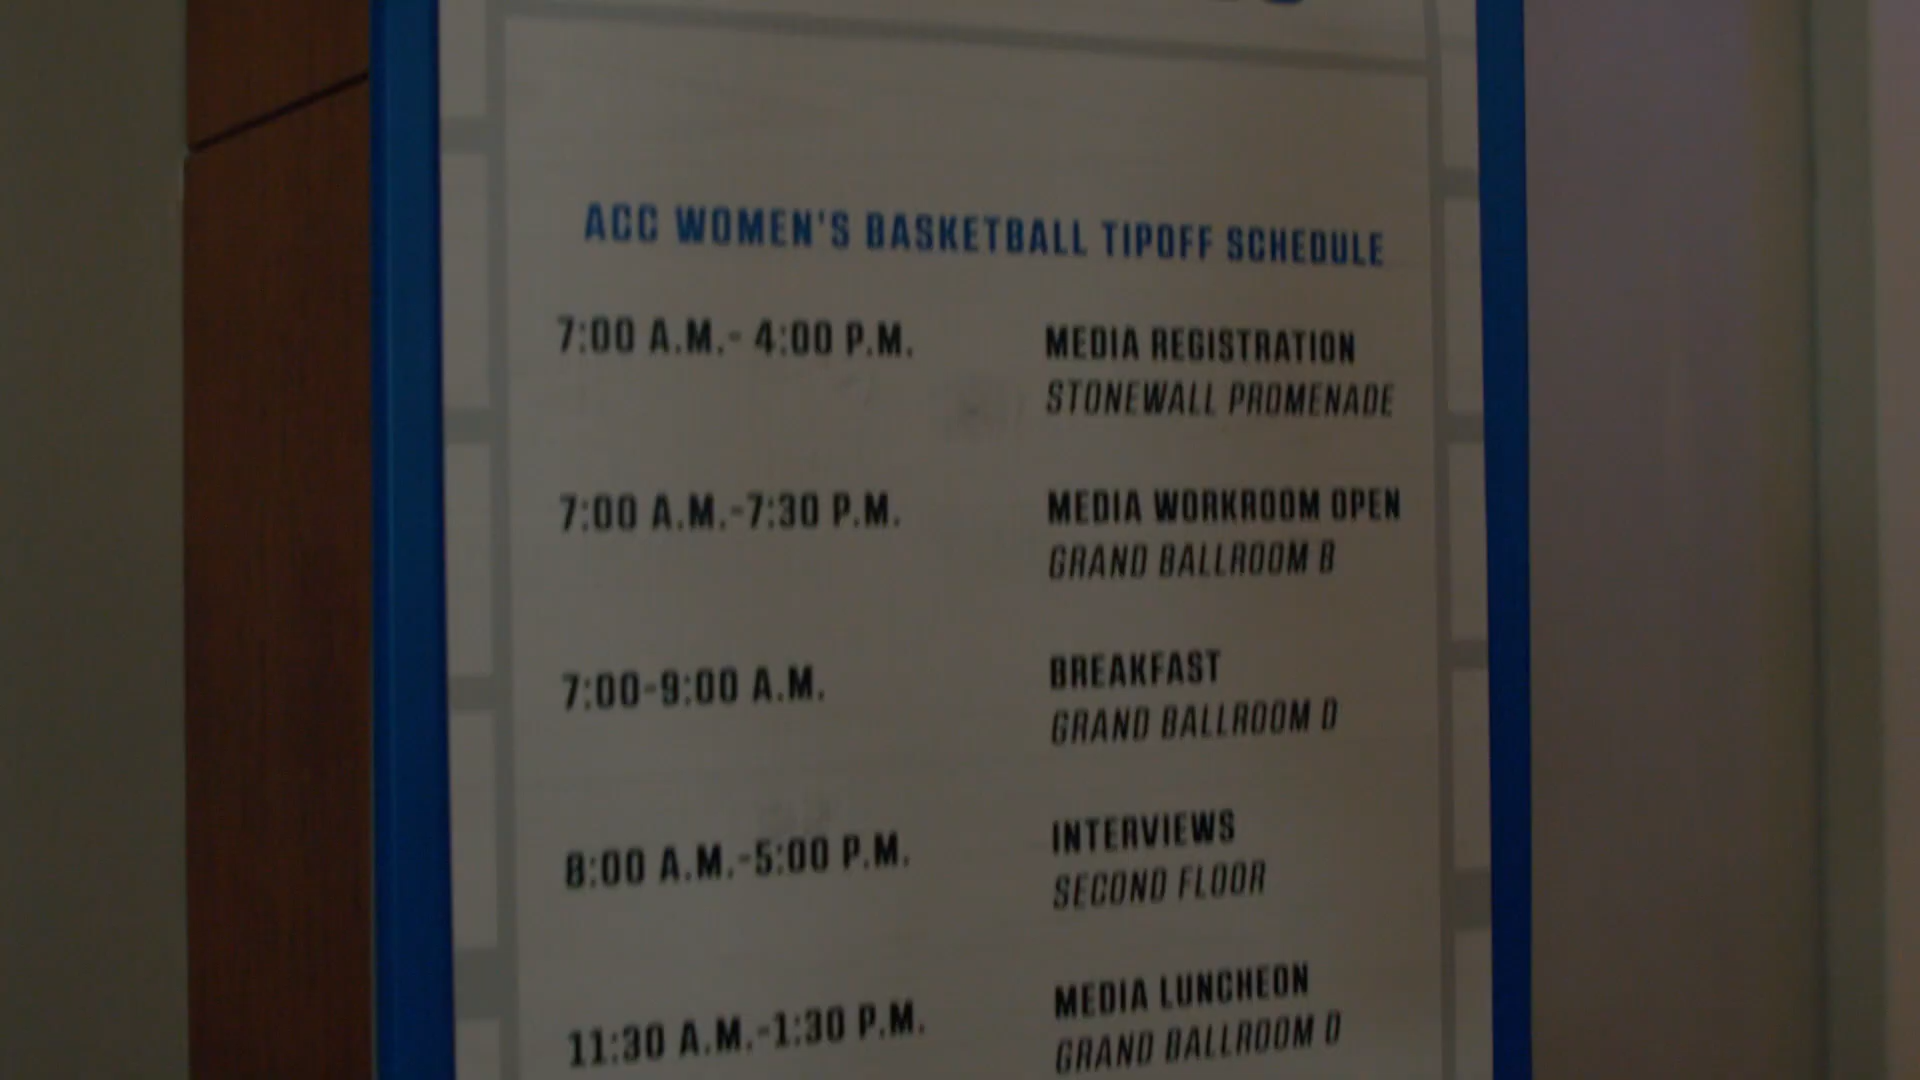 ACC WOMEN'S BASKETBALL TIPOFF SCHEDULE
7:00 A.M.- 4:00 P.M. MEDIA REGISTRATION
STONEWALL PROMENADE
7:00 A.M.-7:30 P.M. MEDIA WORKROOM OPEN
GRAND BALLROOM B
7:00-9:00 A.M. BREAKFAST
GRAND BALLROOM D
8:00 A.M.-5:00 P.M. INTERVIEWS
SECOND FLOOR
11:30 A.M.-1:30 P.M. MEDIA LUNCHEON
GRAND BALLROOM D